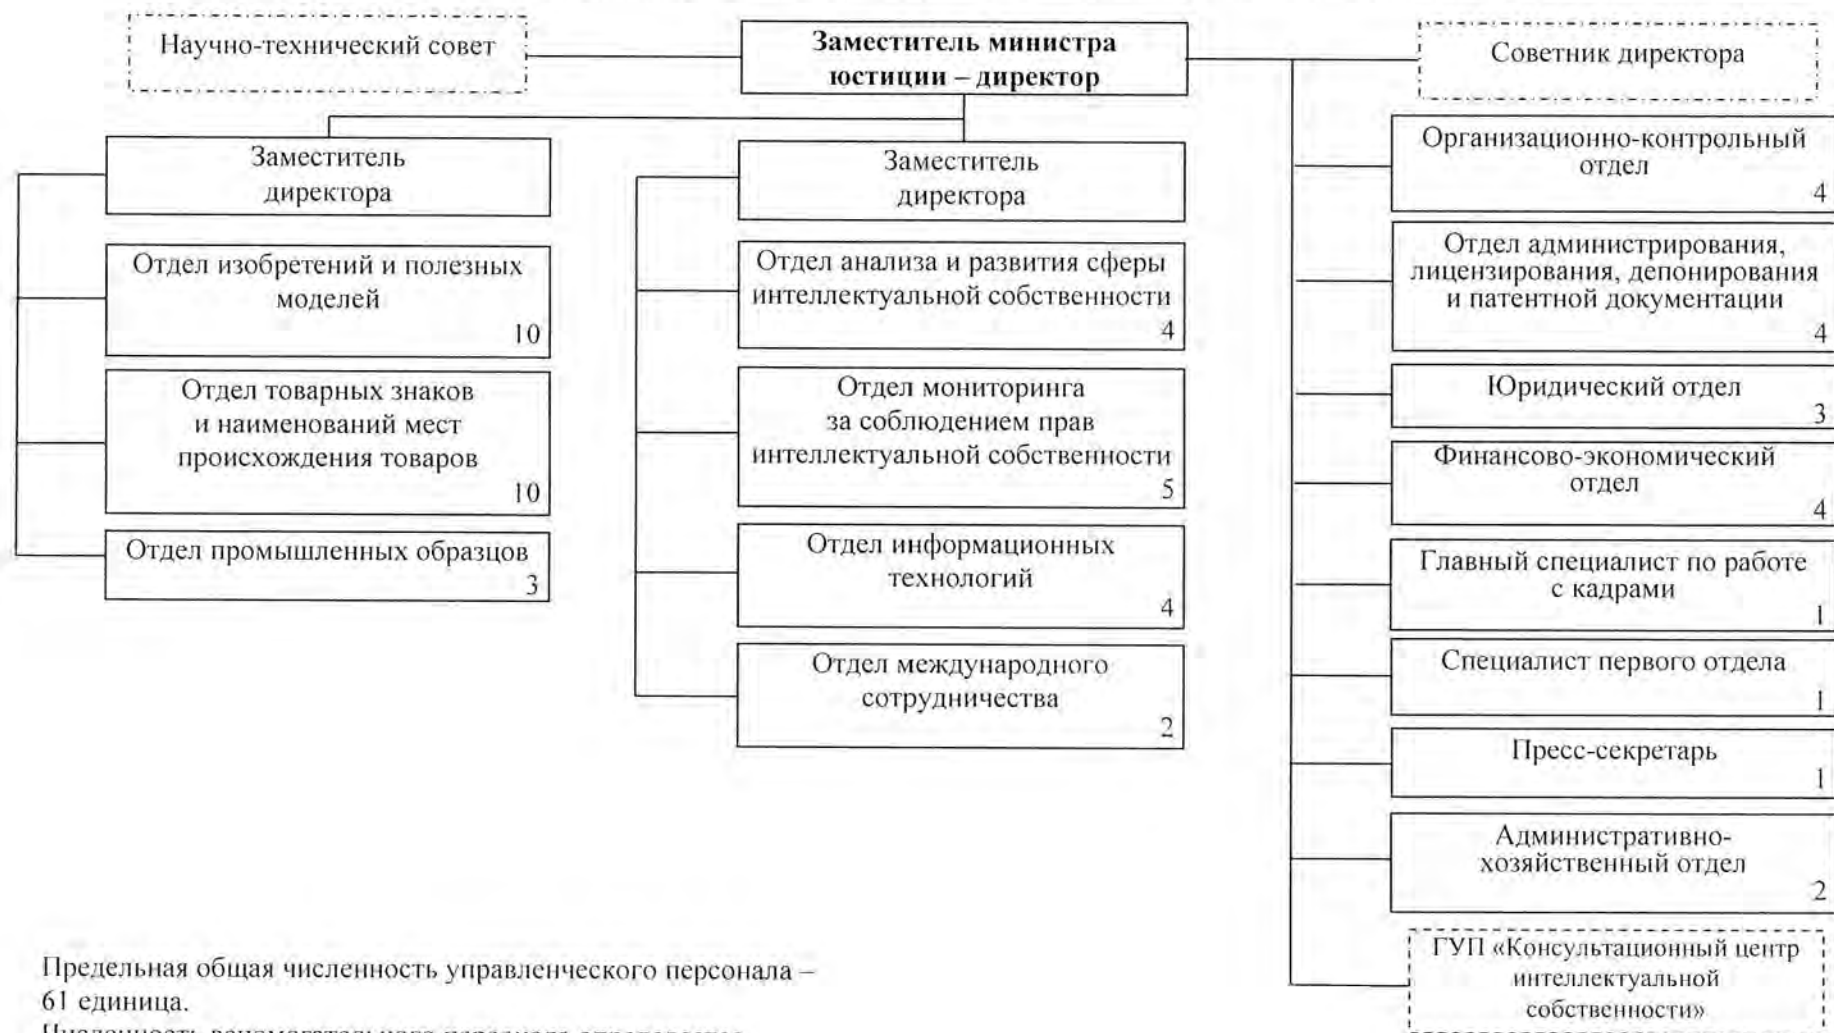 Научно-технический совет
Заместитель министра
юстиции – директор
Советник директора
Заместитель
директора
Отдел изобретений и полезных
моделей
10
Отдел товарных знаков
и наименований мест
происхождения товаров
10
Отдел промышленных образцов
3
Заместитель
директора
Отдел анализа и развития сферы
интеллектуальной собственности
4
Отдел мониторинга
за соблюдением прав
интеллектуальной собственности
5
Отдел информационных
технологий
4
Отдел международного
сотрудничества
2
Организационно-контрольный
отдел
4
Отдел администрирования,
лицензирования, депонирования
и патентной документации
4
Юридический отдел
3
Финансово-экономический
отдел
4
Главный специалист по работе
с кадрами
1
Специалист первого отдела
1
Пресс-секретарь
1
Административно-
хозяйственный отдел
2
ГУП «Консультационный центр
интеллектуальной
собственности»
Предельная общая численность управленческого персонала –
61 единица.